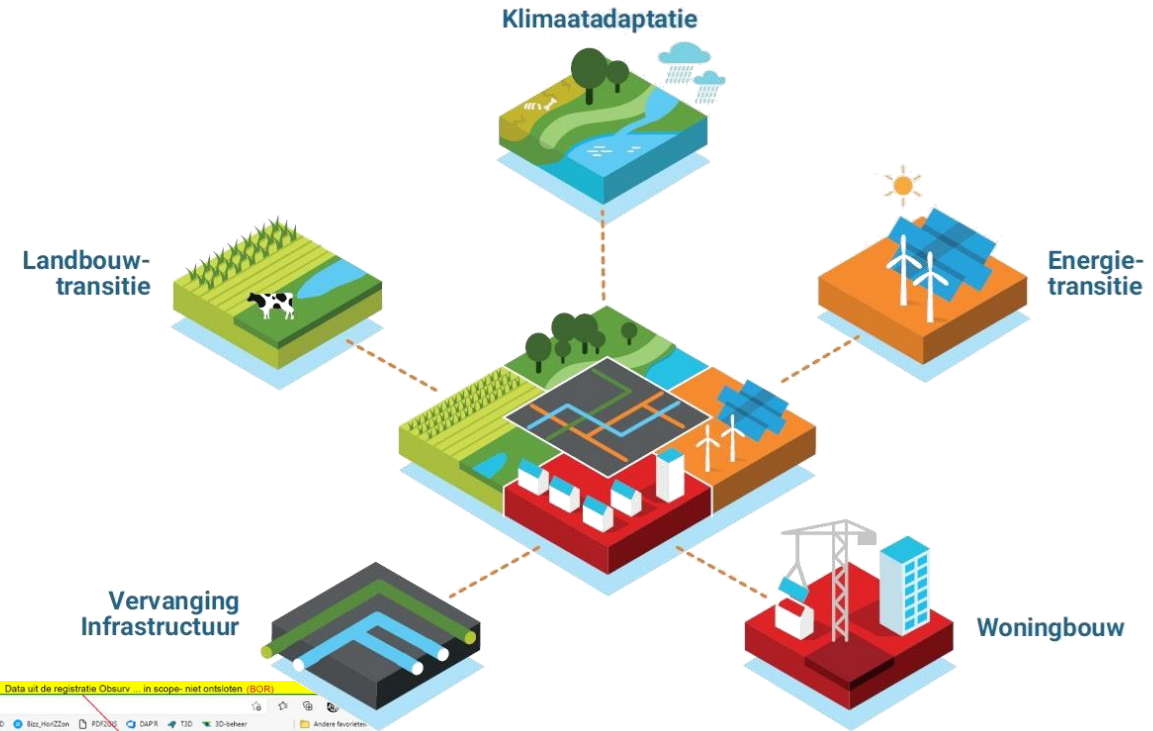 Klimaatadaptatie
Landbouw-
transitie
Energie-
transitie
Vervanging
Infrastructuur
Woningbouw
Data uit de registratie Obsurv ... in scope- niet ontsloten (BOR)
D Bizz_HoriZZon PDF2GIS DAP'R T3D 3D-beheer Andere favorieten